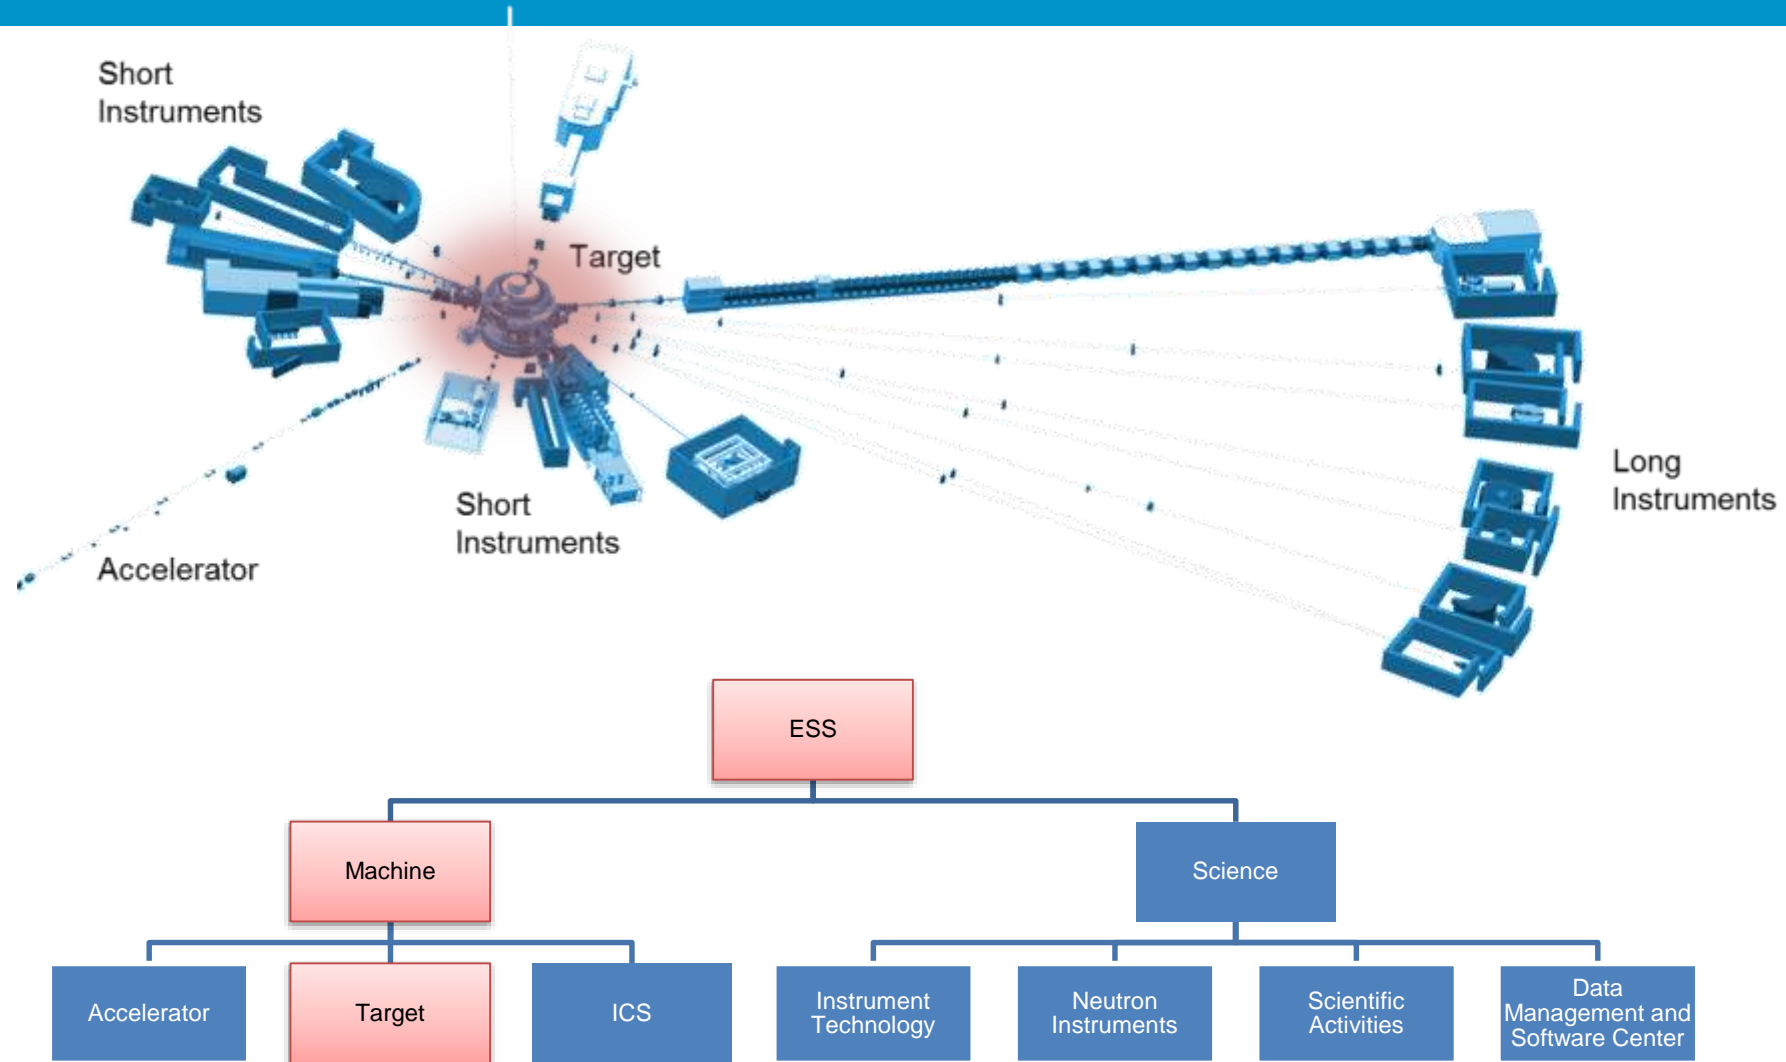 Short
Instruments
Target
Long
Instruments
Short
Instruments
Accelerator
ESS
Machine
Science
Accelerator
Target
ICS
Instrument
Technology
Neutron
Instruments
Scientific
Activities
Data
Management and
Software Center